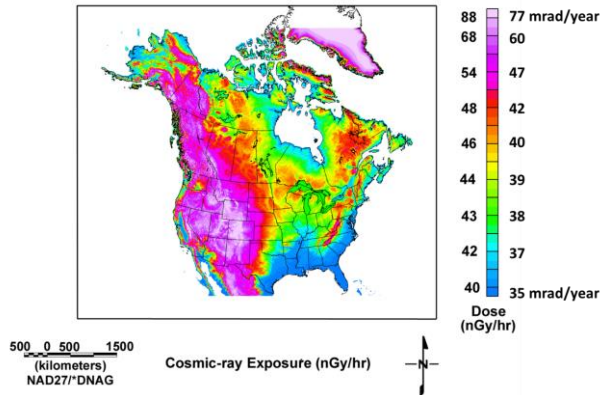 88 77 mrad/year
68 60
54 47
48 42
46 40
44 39
43 38
42 37
40 35 mrad/year
Dose
(nGy/hr)
500 0 500 1500
(kilometers)
NAD27/*DNAG
Cosmic-ray Exposure (nGy/hr)
N